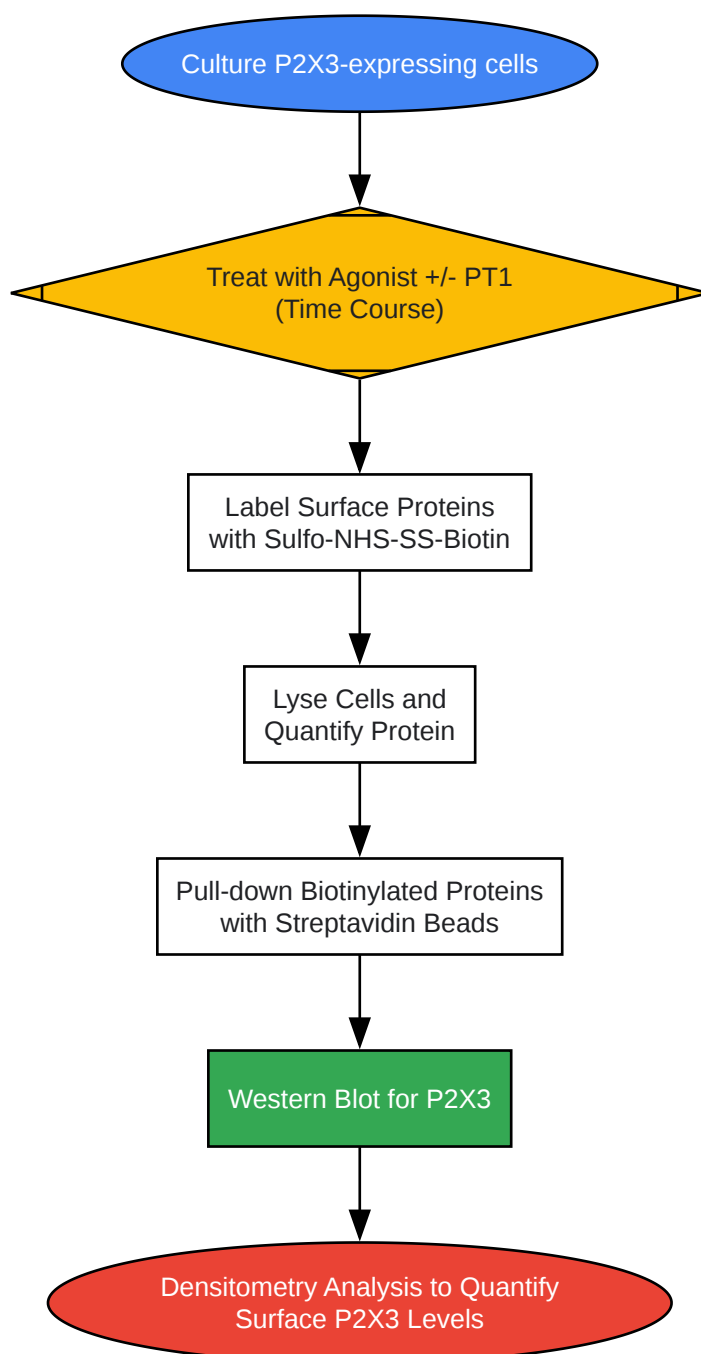 Culture P2X3-expressing cells
Treat with Agonist +/- PT1
(Time Course)
Label Surface Proteins
with Sulfo-NHS-SS-Biotin
Lyse Cells and
Quantify Protein
Pull-down Biotinylated Proteins
with Streptavidin Beads
Western Blot for P2X3
Densitometry Analysis to Quantify
Surface P2X3 Levels